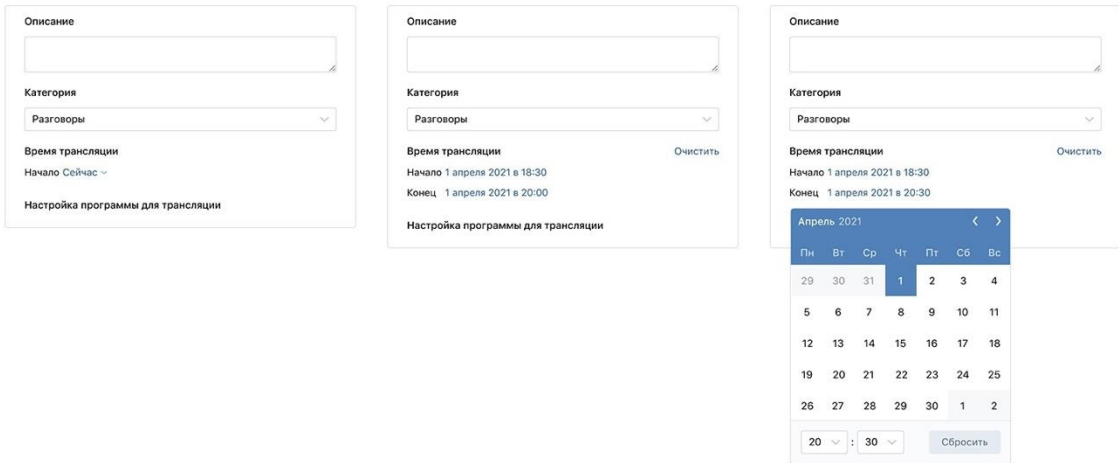 Описание
Категория
Разговоры
Время трансляции
Начало Сейчас
Настройка программы для трансляции
Описание
Категория
Разговоры
Время трансляции Очистить
Начало 1 апреля 2021 в 18:30
Конец 1 апреля 2021 в 20:00
Настройка программы для трансляции
Описание
Категория
Разговоры
Время трансляции Очистить
Начало 1 апреля 2021 в 18:30
Конец 1 апреля 2021 в 20:30
Апрель 2021
Пн Вт Ср Чт Пт Сб Вс
29 30 31 1 2 3 4
5 6 7 8 9 10 11
12 13 14 15 16 17 18
19 20 21 22 23 24 25
26 27 28 29 30 1 2
20 : 30 Сбросить